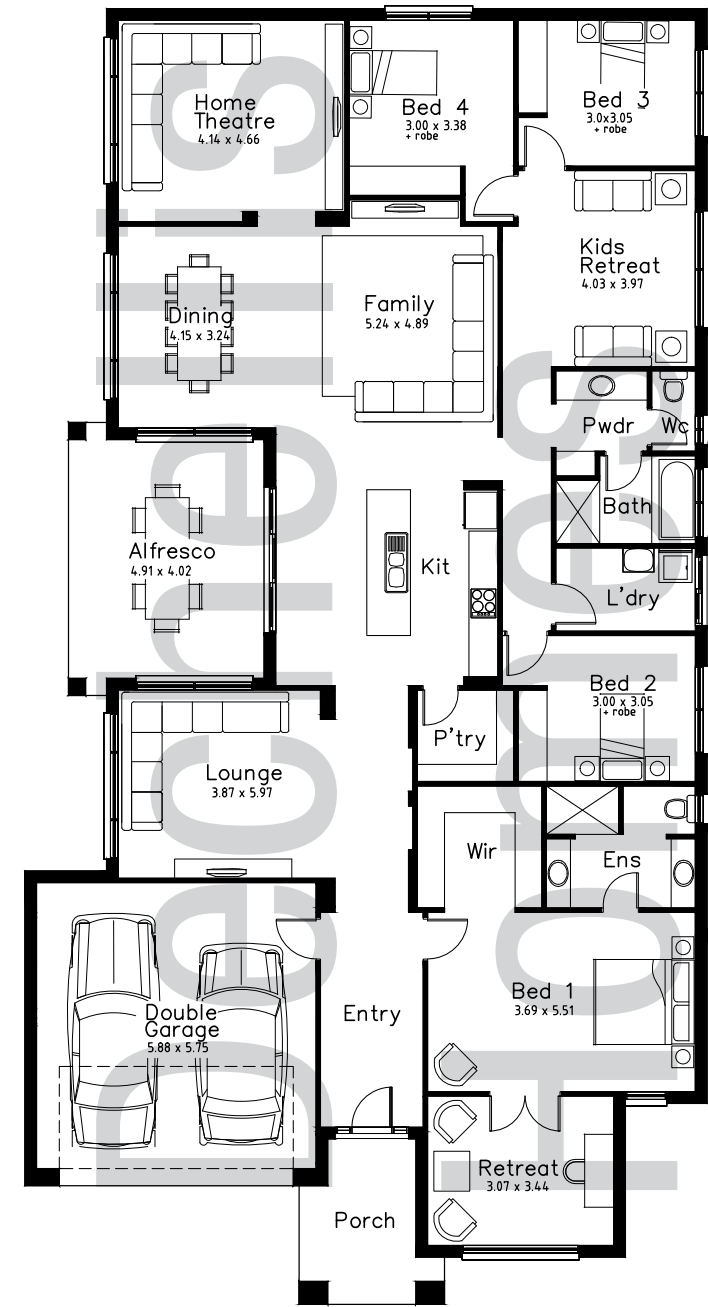 Home
Theatre
4.14 x 4.66
Bed 4
3.00 x 3.38
+ robe
Bed 3
3.0x3.05
+ robe
Kids
Retreat
4.03 x 3.97
Dining
4.15 x 3.24
Family
5.24 x 4.89
Pwdr
Wc
Bath
Alfresco
4.91 x 4.02
Kit
L'dry
Bed 2
3.00 x 3.05
+ robe
P'try
Lounge
3.87 x 5.97
Wir
Ens
Double
Garage
5.88 x 5.75
Entry
Bed 1
3.69 x 5.51
Retreat
3.07 x 3.44
Porch